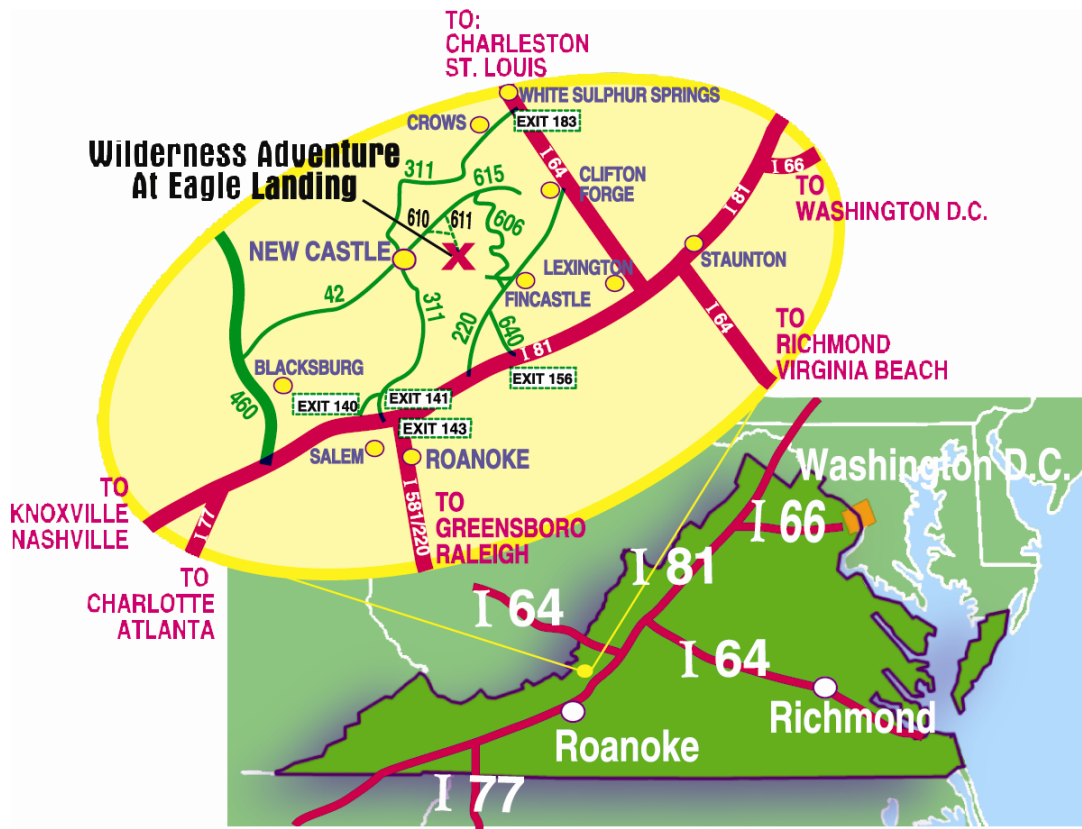 TO:
CHARLESTON
ST. LOUIS
WHITE SULPHUR SPRINGS
CROWS
EXIT 183
Wilderness Adventure
At Eagle Landing
311
615
I 64
CLIFTON
FORGE
I 81
I 66
TO
WASHINGTON D.C.
610
611
606
NEW CASTLE
STAUNTON
LEXINGTON
FINCASTLE
42
311
220
640
I 81
I 64
TO
RICHMOND
VIRGINIA BEACH
BLACKSBURG
EXIT 156
460
EXIT 140
EXIT 141
EXIT 143
SALEM
ROANOKE
TO
KNOXVILLE
NASHVILLE
I 77
I 581/220
TO
GREENSBORO
RALEIGH
TO
CHARLOTTE
ATLANTA
Washington D.C.
I 66
I 81
I 64
I 64
Richmond
Roanoke
I 77